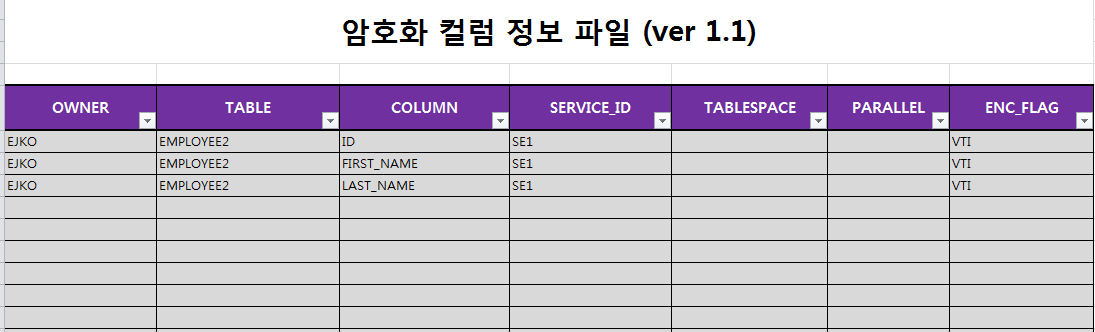 암호화 컬럼 정보 파일 (ver 1.1)
OWNER TABLE COLUMN SERVICE_ID TABLESPACE PARALLEL ENC_FLAG
EJKO EMPLOYEE2 ID SE1 VTI
EJKO EMPLOYEE2 FIRST_NAME SE1 VTI
EJKO EMPLOYEE2 LAST_NAME SE1 VTI